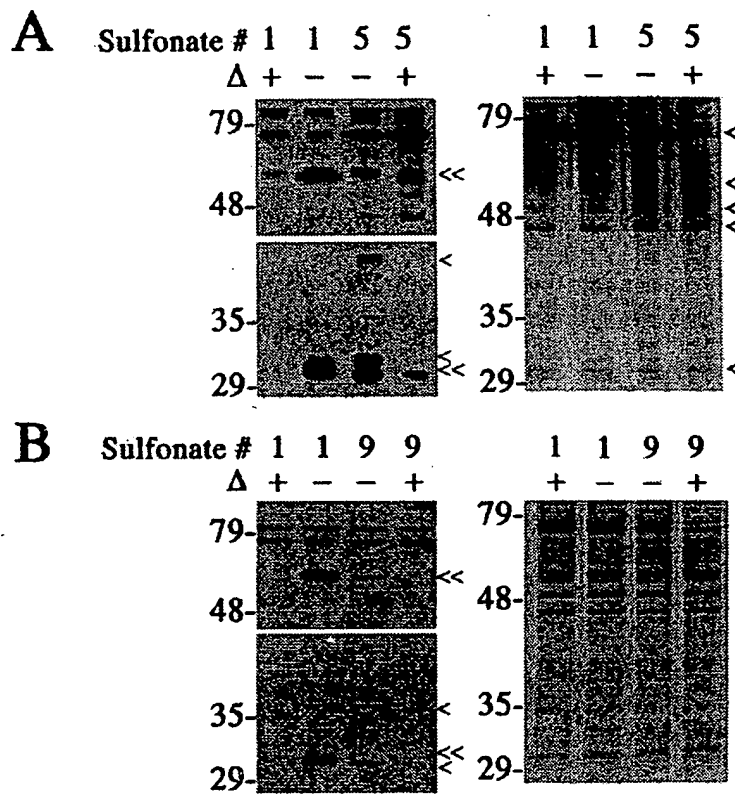 A
Sulfonate # 1 1 5 5
Δ + − − +
79-
<<
48-
<
35-
<
<<
29-
1 1 5 5
+ − − +
79-
<
<
<
48-
<
35-
<
29-
B
Sulfonate # 1 1 9 9
Δ + − − +
79-
<<
48-
35-
<
<<
<
29-
1 1 9 9
+ − − +
79-
48-
35-
29-